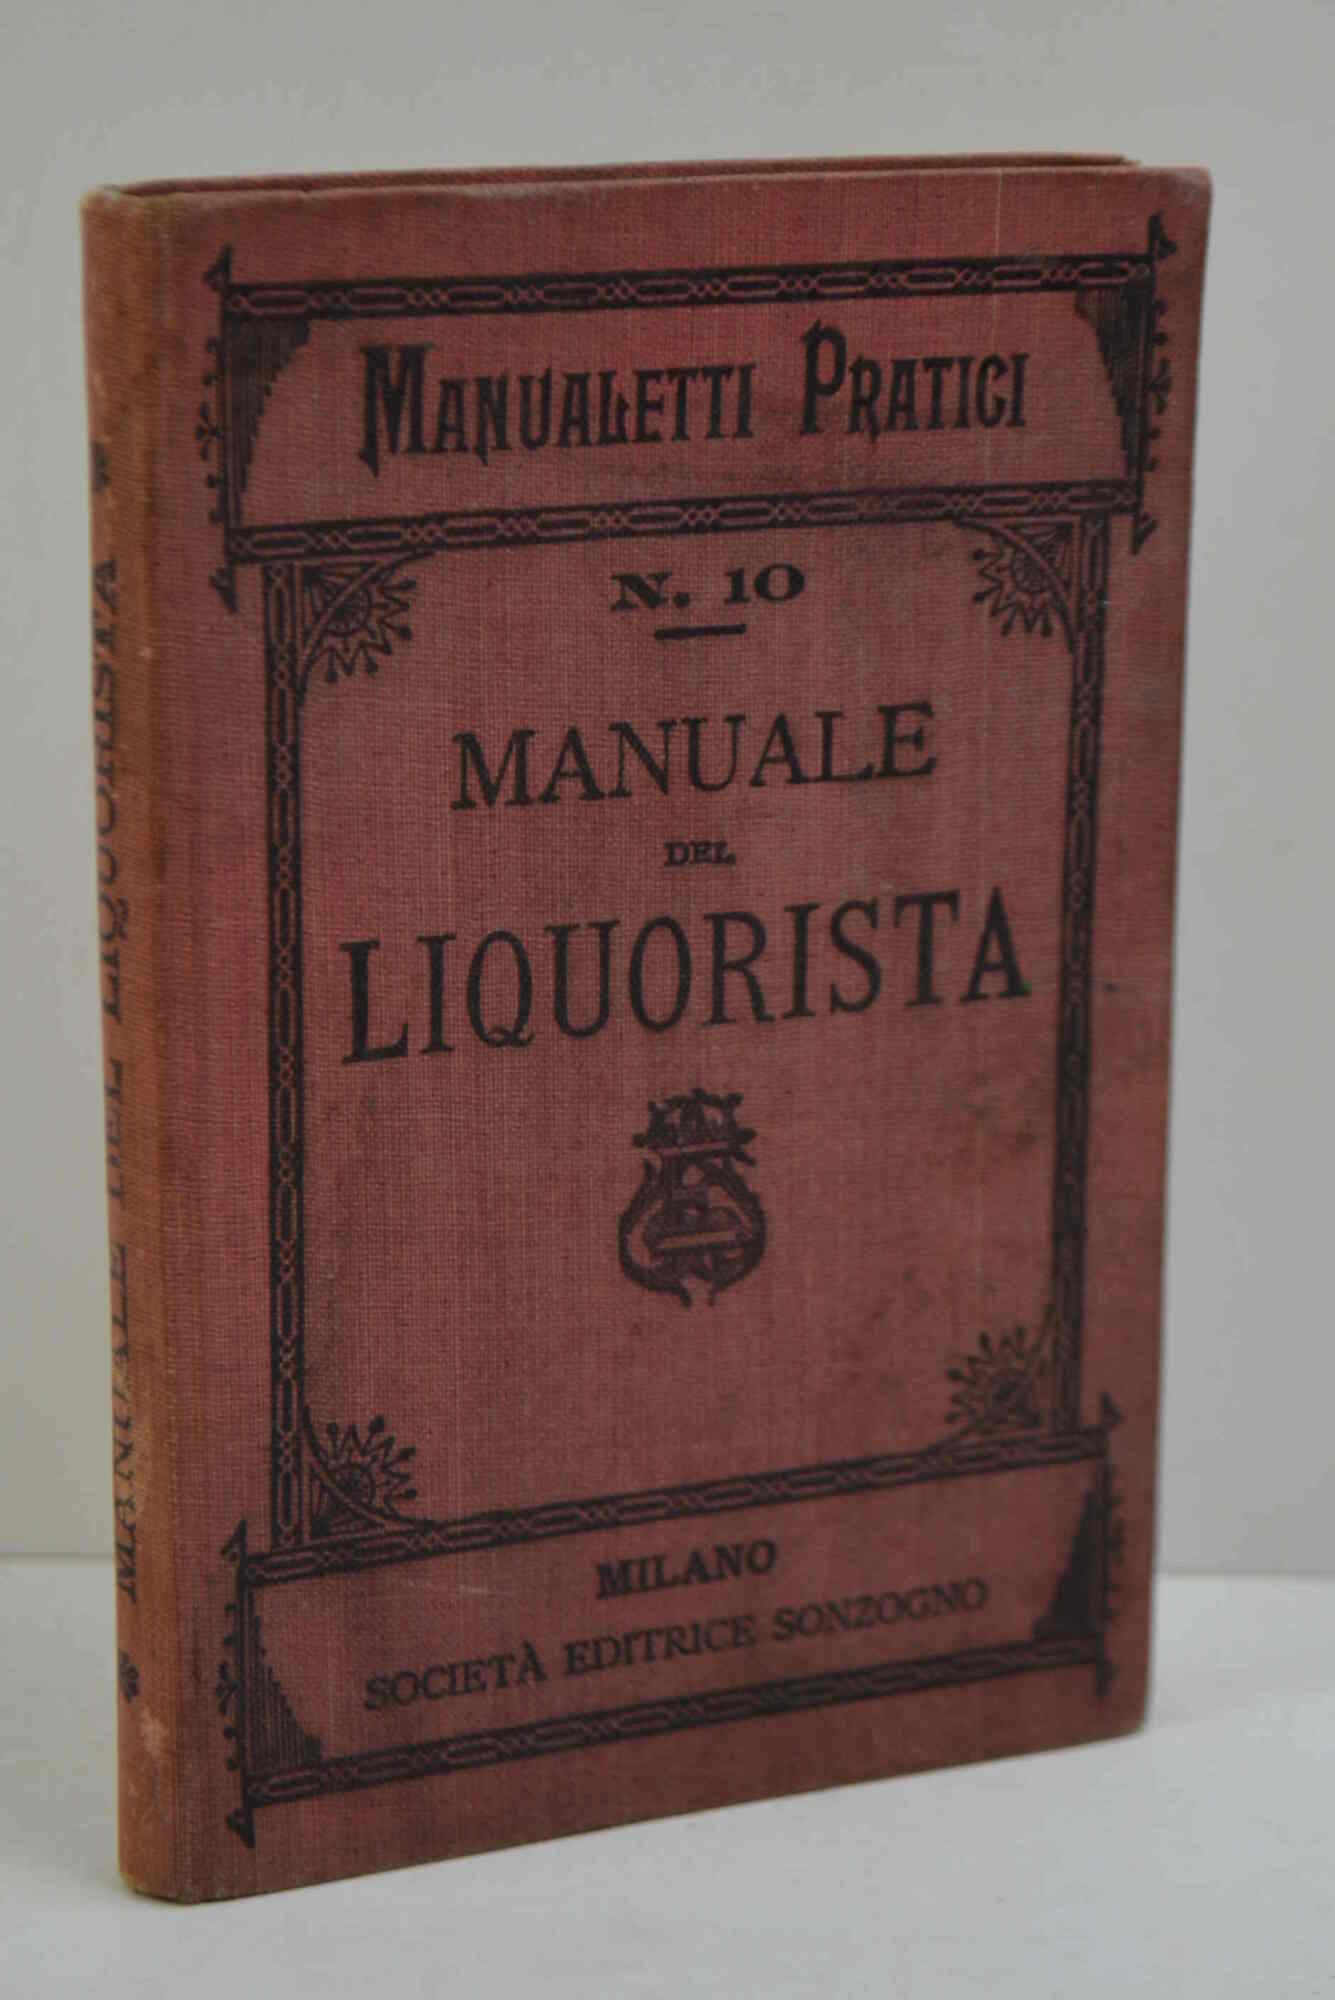 MANUALETTI PRATICI
N. 10
MANUALE
DEL
LIQUORISTA
MILANO
SOCIETÀ EDITRICE SONZOGNO
* MANUALE DEL LIQUORISTA *